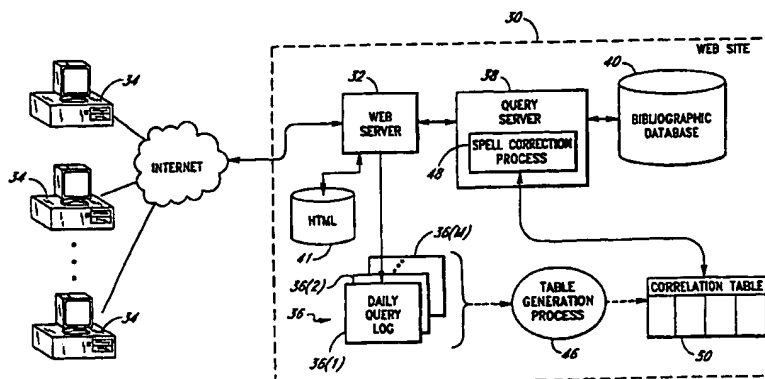 30
WEB SITE
34
32
WEB
SERVER
38
QUERY
SERVER
48
SPELL CORRECTION
PROCESS
40
BIBLIOGRAPHIC
DATABASE
INTERNET
34
HTML
41
36(M)
36(2)
36
DAILY
QUERY
LOG
36(1)
TABLE
GENERATION
PROCESS
46
CORRELATION TABLE
50
34